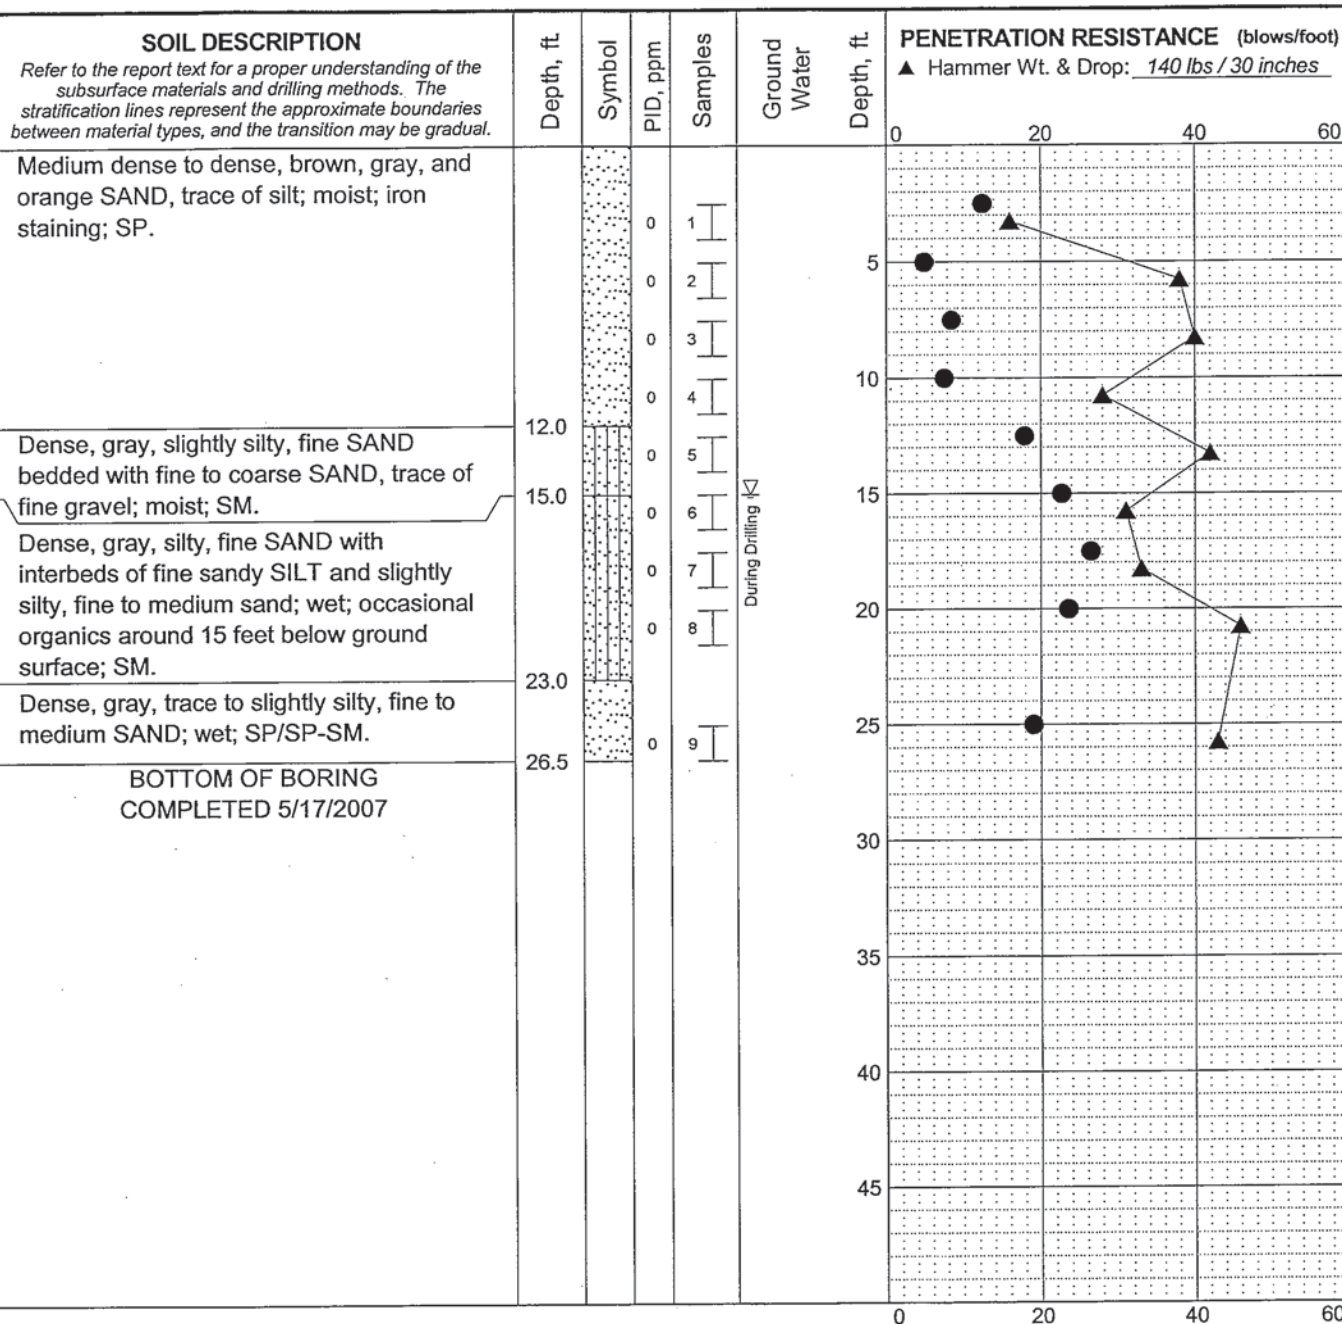 SOIL DESCRIPTION
Refer to the report text for a proper understanding of the
subsurface materials and drilling methods. The
stratification lines represent the approximate boundaries
between material types, and the transition may be gradual.
Depth, ft.
Symbol
PID, ppm
Samples
Ground
Water
Depth, ft.
PENETRATION RESISTANCE (blows/foot)
▲ Hammer Wt. & Drop: 140 lbs / 30 inches
0 20 40 60
Medium dense to dense, brown, gray, and
orange SAND, trace of silt; moist; iron
staining; SP.
0 1
5
0 2
0 3
10
0 4
12.0
Dense, gray, slightly silty, fine SAND
bedded with fine to coarse SAND, trace of
fine gravel; moist; SM.
0 5
15.0
15
0 6
During Drilling
Dense, gray, silty, fine SAND with
interbeds of fine sandy SILT and slightly
silty, fine to medium sand; wet; occasional
organics around 15 feet below ground
surface; SM.
0 7
20
0 8
23.0
Dense, gray, trace to slightly silty, fine to
medium SAND; wet; SP/SP-SM.
25
0 9
26.5
BOTTOM OF BORING
COMPLETED 5/17/2007
30
35
40
45
0 20 40 60